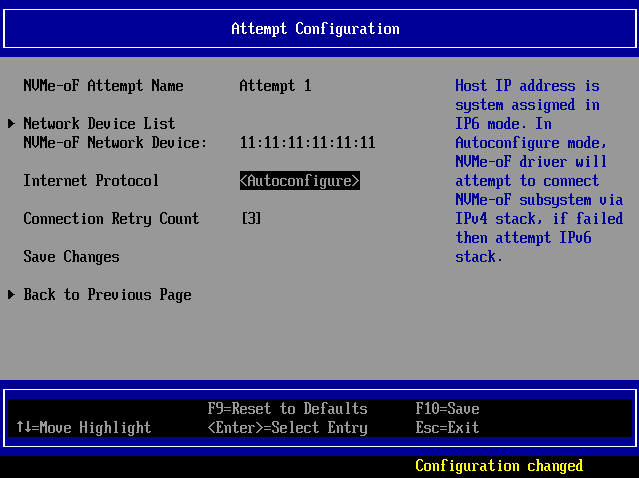 Attempt Configuration
NVMe-oF Attempt Name Attempt 1
Network Device List
NVMe-oF Network Device: 11:11:11:11:11:11
Internet Protocol <Autoconfigure>
Connection Retry Count [3]
Save Changes
Back to Previous Page
Host IP address is
system assigned in
IP6 mode. In
Autoconfigure mode,
NVMe-oF driver will
attempt to connect
NVMe-oF subsystem via
IPv4 stack, if failed
then attempt IPv6
stack.
F9=Reset to Defaults F10=Save
↑↓=Move Highlight <Enter>=Select Entry Esc=Exit
Configuration changed